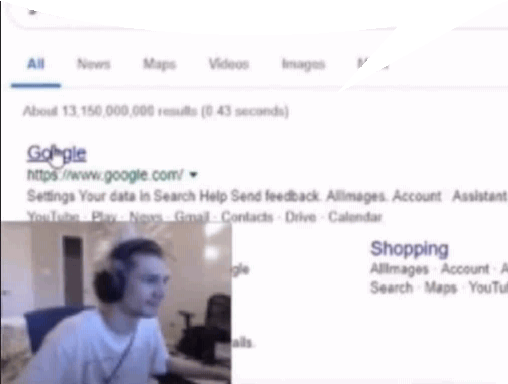 All News Maps Videos Images
About 13,150,000,000 results (0.43 seconds)
Google
https://www.google.com/
Settings Your data in Search Help Send feedback. AllImages. Account Assistant
YouTube · Play · News · Gmail · Contacts · Drive · Calendar
Shopping
gle
AllImages · Account · A
Search · Maps · YouTu
ails.